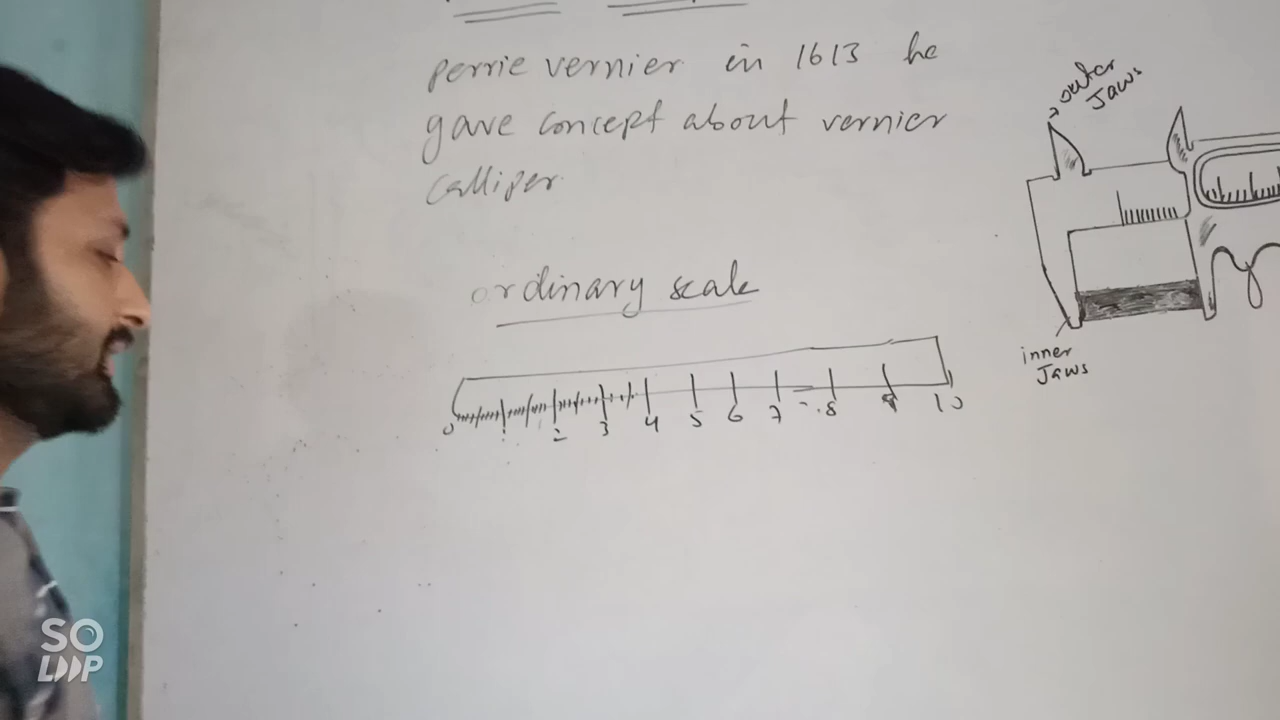 perrie vernier in 1613 he
gave concept about vernier
calliper.
ordinary scale
0 1 2 3 4 5 6 7 8 9 10
outer
Jaws
inner
Jaws
SO
LOOP